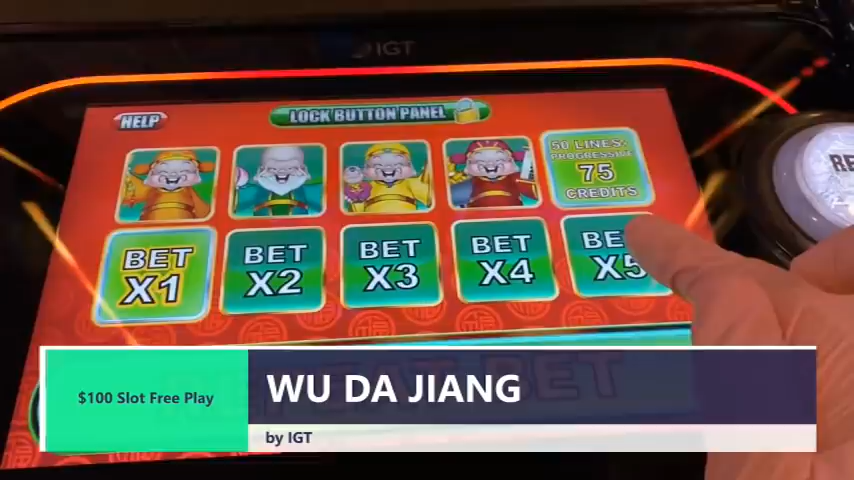 IGT
HELP
LOCK BUTTON PANEL
50 LINES:
PROGRESSIVE
75
CREDITS
BET
X1
BET
X2
BET
X3
BET
X4
X5
$100 Slot Free Play
WU DA JIANG
by IGT